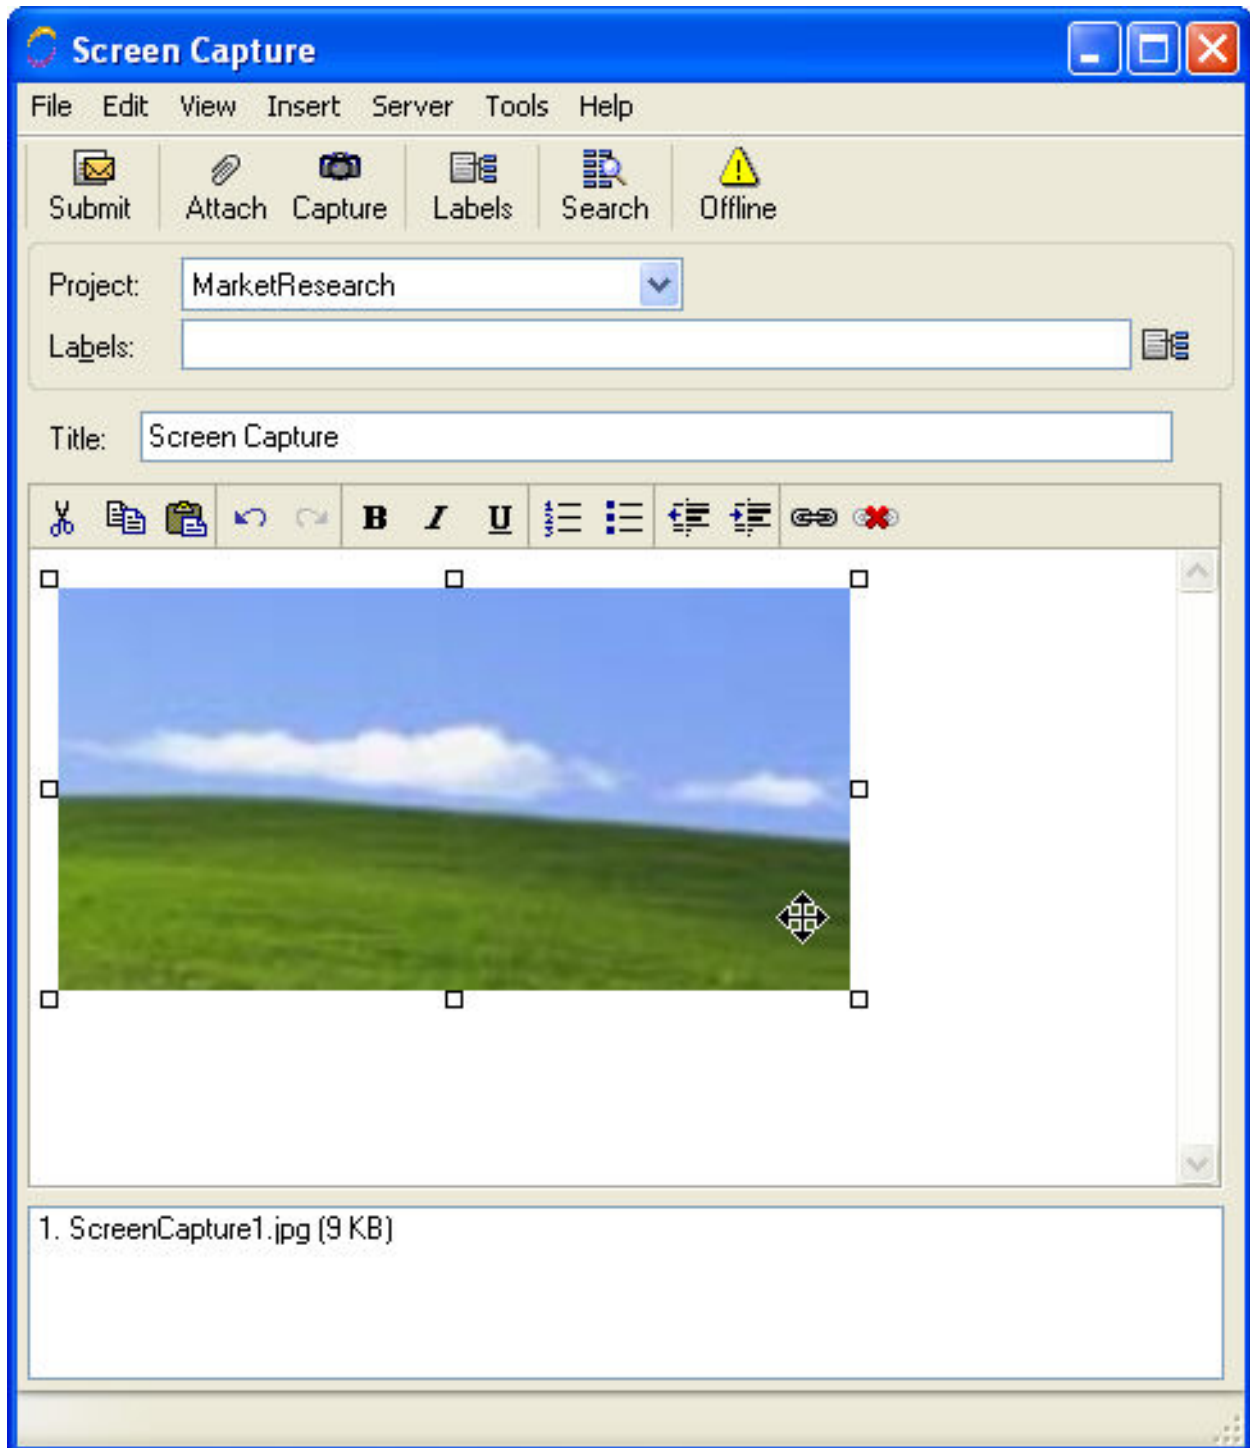 Screen Capture
File Edit View Insert Server Tools Help
Submit Attach Capture Labels Search Offline
Project: MarketResearch
Labels:
Title: Screen Capture
B I U
1. ScreenCapture1.jpg (9 KB)